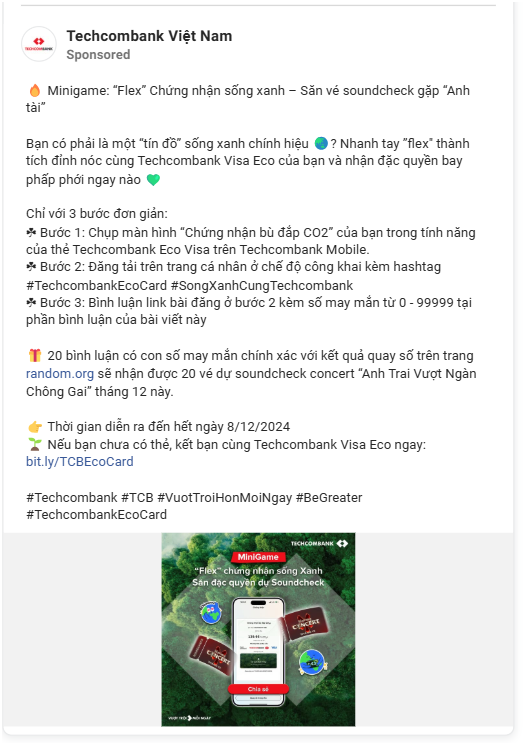 Techcombank Việt Nam
Sponsored
🔥 Minigame: “Flex” Chứng nhận sống xanh – Săn vé soundcheck gặp “Anh
tài”
Bạn có phải là một “tín đồ” sống xanh chính hiệu 🌏? Nhanh tay ”flex" thành
tích đỉnh nóc cùng Techcombank Visa Eco của bạn và nhận đặc quyền bay
phấp phới ngay nào 💚
Chỉ với 3 bước đơn giản:
☘ Bước 1: Chụp màn hình “Chứng nhận bù đắp CO2” của bạn trong tính năng
của thẻ Techcombank Eco Visa trên Techcombank Mobile.
☘ Bước 2: Đăng tải trên trang cá nhân ở chế độ công khai kèm hashtag
#TechcombankEcoCard #SongXanhCungTechcombank
☘ Bước 3: Bình luận link bài đăng ở bước 2 kèm số may mắn từ 0 - 99999 tại
phần bình luận của bài viết này
🎁 20 bình luận có con số may mắn chính xác với kết quả quay số trên trang
random.org sẽ nhận được 20 vé dự soundcheck concert “Anh Trai Vượt Ngàn
Chông Gai” tháng 12 này.
👉 Thời gian diễn ra đến hết ngày 8/12/2024
🌱 Nếu bạn chưa có thẻ, kết bạn cùng Techcombank Visa Eco ngay:
bit.ly/TCBEcoCard
#Techcombank #TCB #VuotTroiHonMoiNgay #BeGreater
#TechcombankEcoCard
TECHCOMBANK
MiniGame
“Flex” chứng nhận sống Xanh
Săn đặc quyền dự Soundcheck
CONCERT
CONCERT
Chia sẻ
VƯỢT TRỘI HƠN MỖI NGÀY